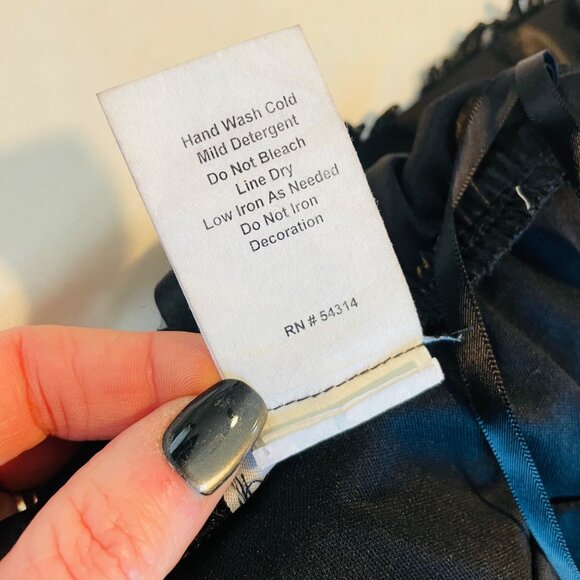 Hand Wash Cold
Mild Detergent
Do Not Bleach
Line Dry
Low Iron As Needed
Do Not Iron
Decoration
RN # 54314